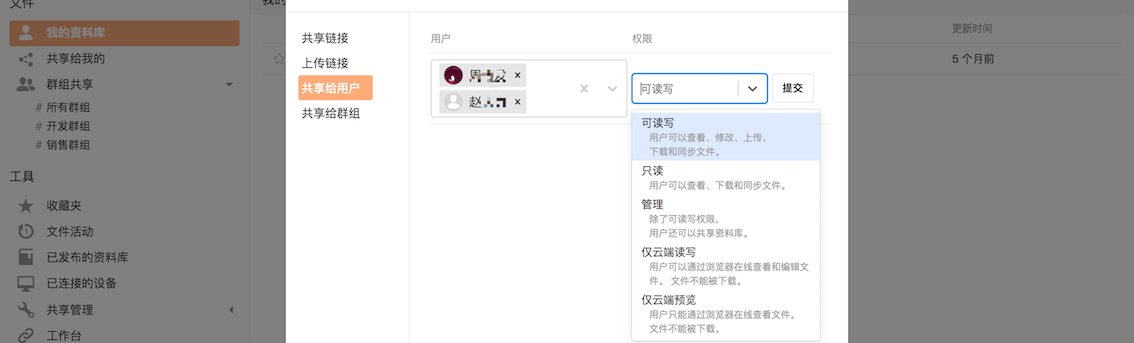 文件
我的资料库
共享给我的
群组共享
# 所有群组
# 开发群组
# 销售群组
工具
收藏夹
文件活动
已发布的资料库
已连接的设备
共享管理
工作台
共享链接
上传链接
共享给用户
共享给群组
用户
权限
周
×
赵
×
可读写
提交
可读写
用户可以查看、修改、上传、
下载和同步文件。
只读
用户可以查看、下载和同步文件。
管理
除了可读写权限，
用户还可以共享资料库。
仅云端读写
用户可以通过浏览器在线查看和编辑文
件。 文件不能被下载。
仅云端预览
用户只能通过浏览器在线查看文件。
文件不能被下载。
更新时间
5 个月前